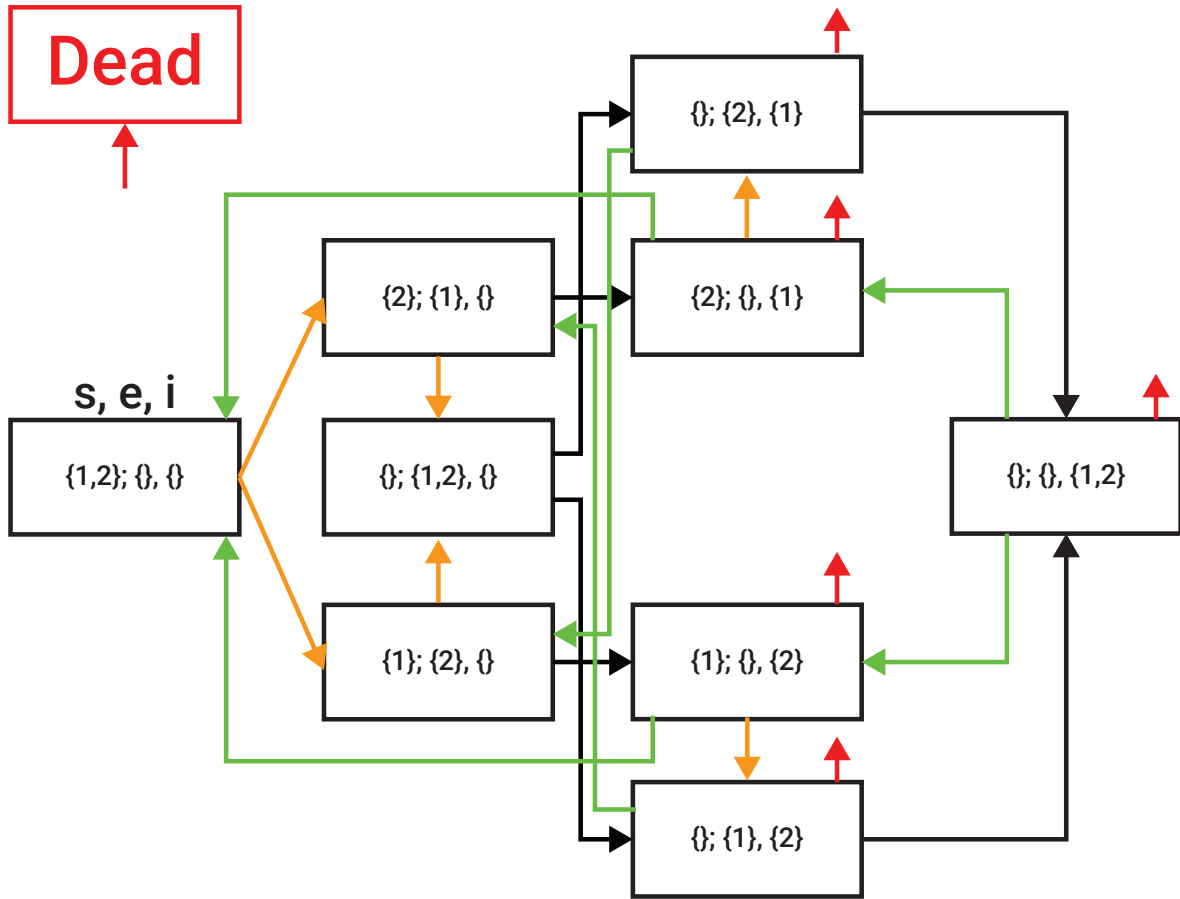 Dead
{}; {2}, {1}
{2}; {1}, {}
{2}; {}, {1}
s, e, i
{1,2}; {}, {}
{}; {1,2}, {}
{}; {}, {1,2}
{1}; {2}, {}
{1}; {}, {2}
{}; {1}, {2}